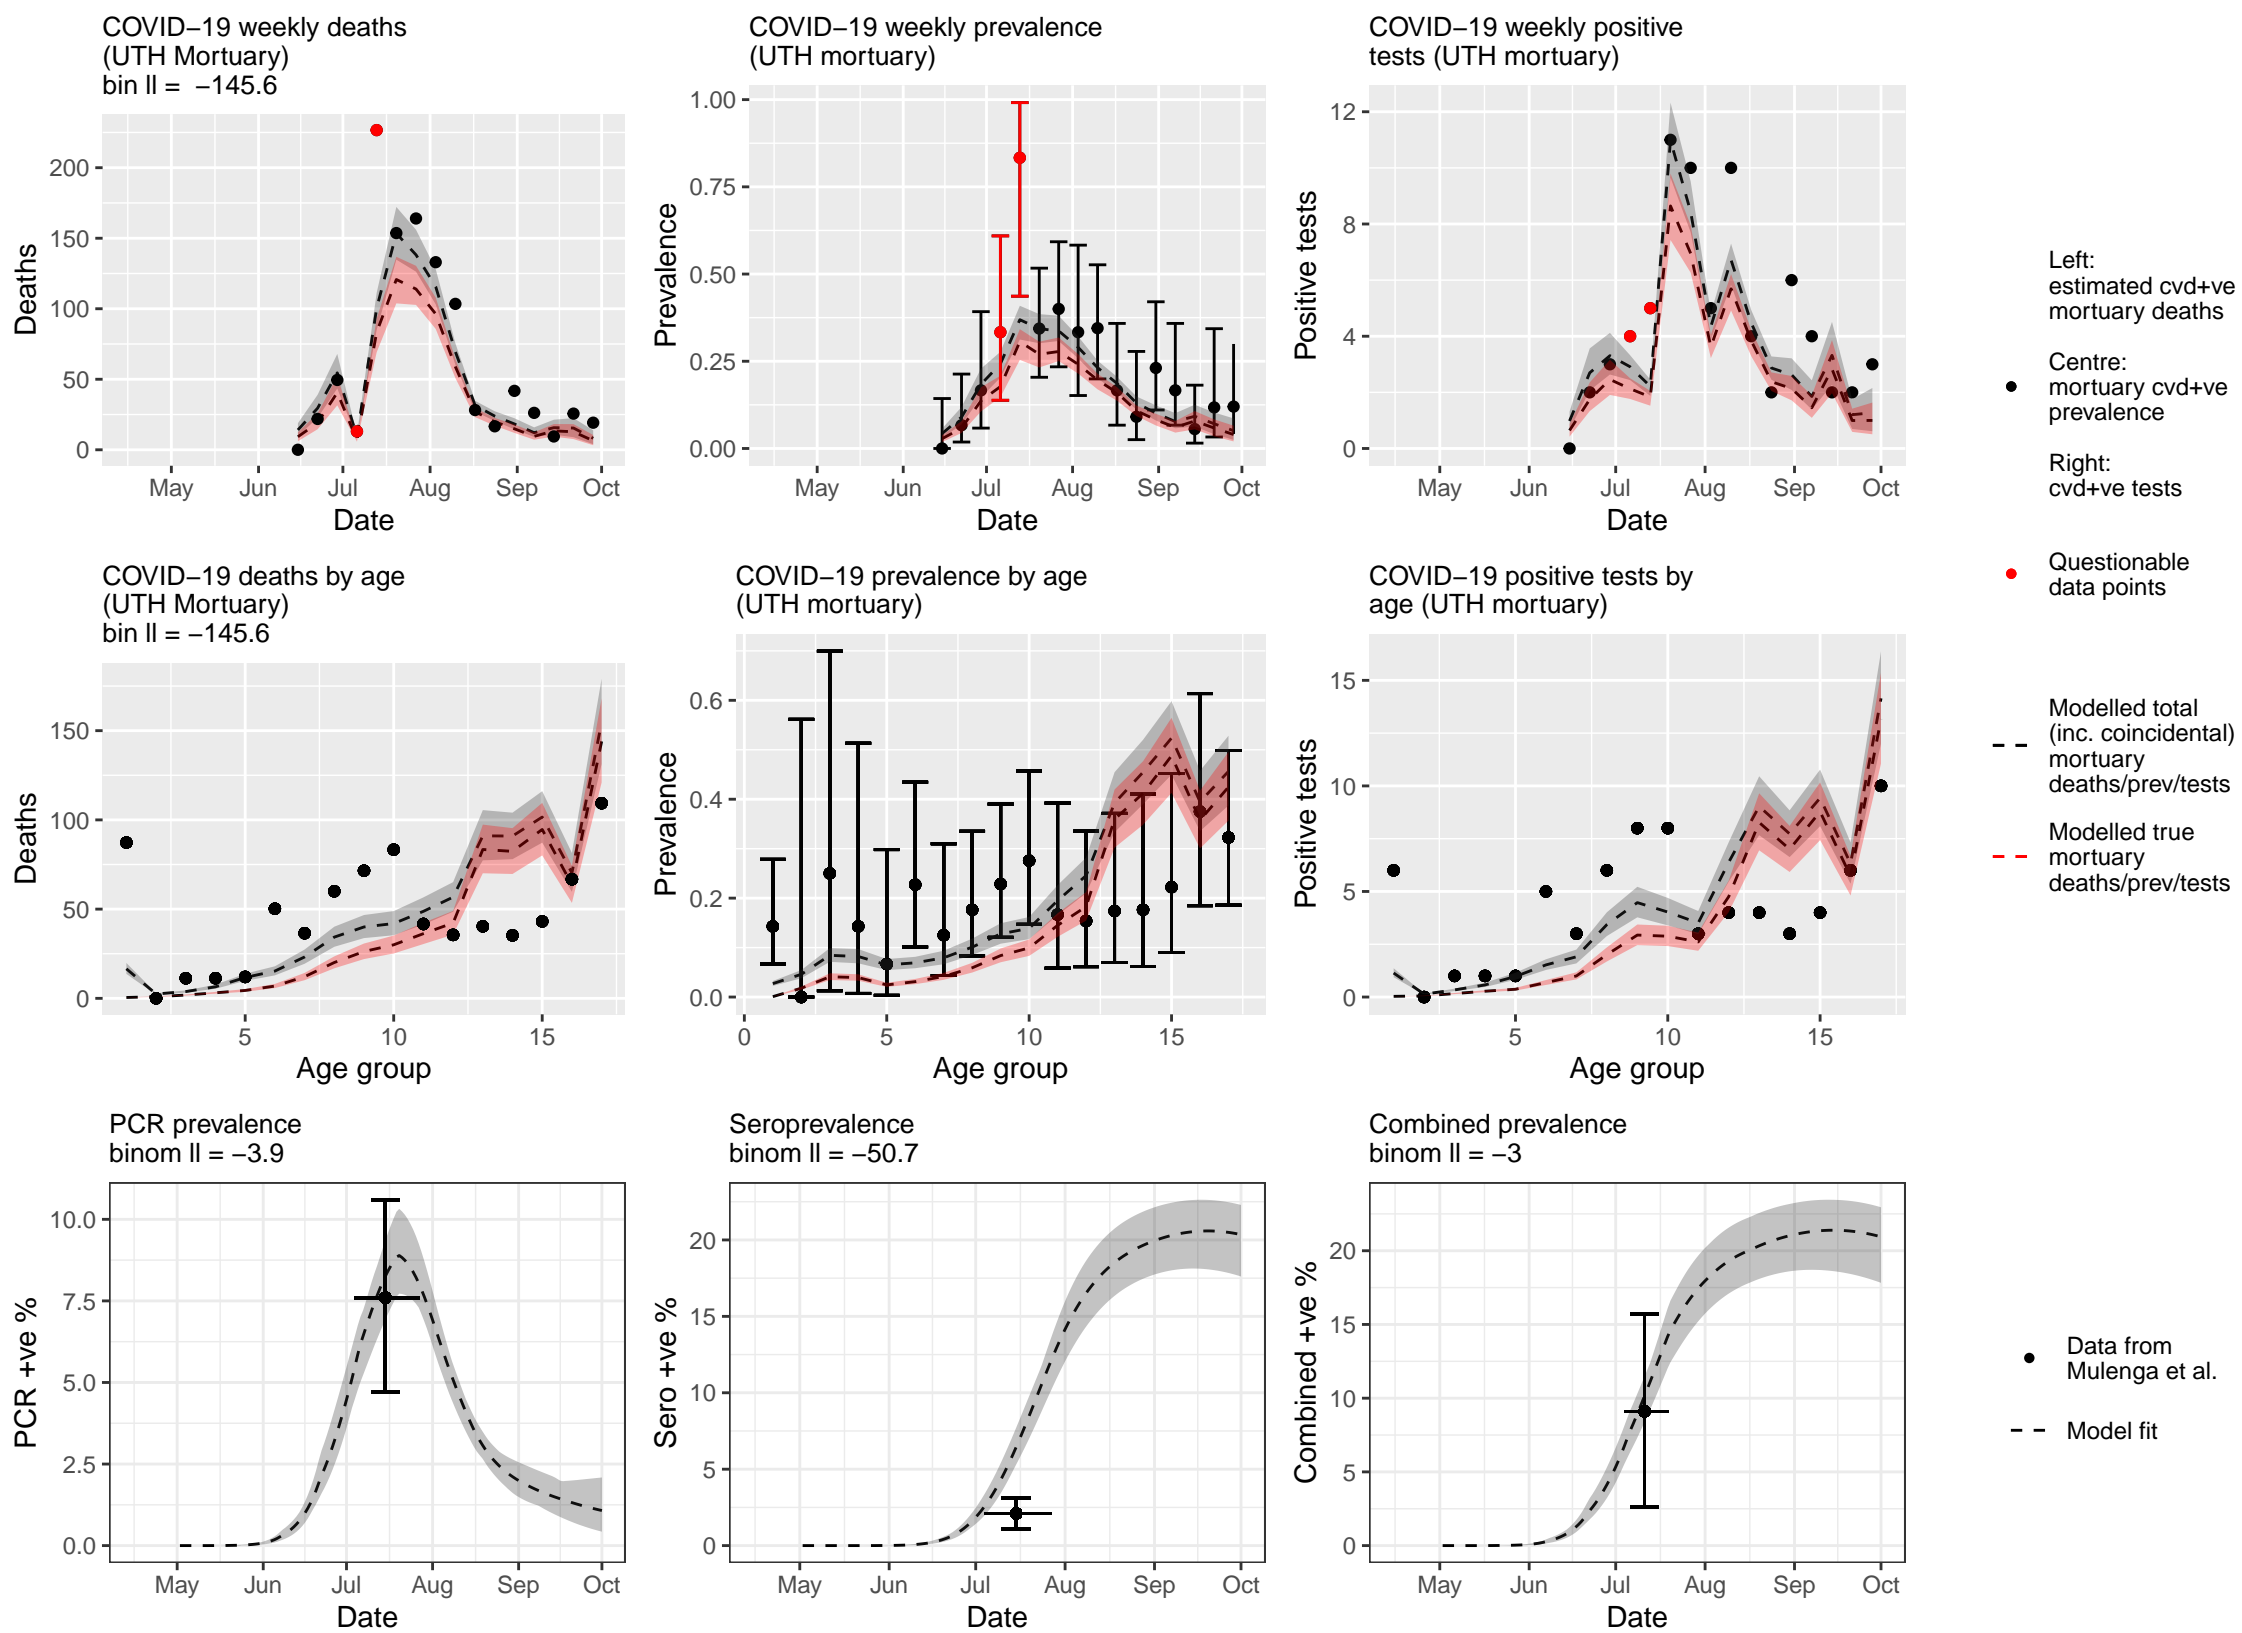 COVID−19 weekly deaths
(UTH Mortuary)
bin ll =  −145.6
Deaths
200
150
100
50
0
May Jun Jul Aug Sep Oct
Date
COVID−19 weekly prevalence
(UTH mortuary)
Prevalence
1.00
0.75
0.50
0.25
0.00
May Jun Jul Aug Sep Oct
Date
COVID−19 weekly positive
tests (UTH mortuary)
Positive tests
12
8
4
0
May Jun Jul Aug Sep Oct
Date
Left:
estimated cvd+ve
mortuary deaths
Centre:
mortuary cvd+ve
prevalence
Right:
cvd+ve tests
Questionable
data points
Modelled total
(inc. coincidental)
mortuary
deaths/prev/tests
Modelled true
mortuary
deaths/prev/tests
COVID−19 deaths by age
(UTH Mortuary)
bin ll = −145.6
Deaths
150
100
50
0
5 10 15
Age group
COVID−19 prevalence by age
(UTH mortuary)
Prevalence
0.6
0.4
0.2
0.0
0 5 10 15
Age group
COVID−19 positive tests by
age (UTH mortuary)
Positive tests
15
10
5
0
5 10 15
Age group
PCR prevalence
binom ll = −3.9
PCR +ve %
10.0
7.5
5.0
2.5
0.0
May Jun Jul Aug Sep Oct
Date
Seroprevalence
binom ll = −50.7
Sero +ve %
20
15
10
5
0
May Jun Jul Aug Sep Oct
Date
Combined prevalence
binom ll = −3
Combined +ve %
20
15
10
5
0
May Jun Jul Aug Sep Oct
Date
Data from
Mulenga et al.
Model fit